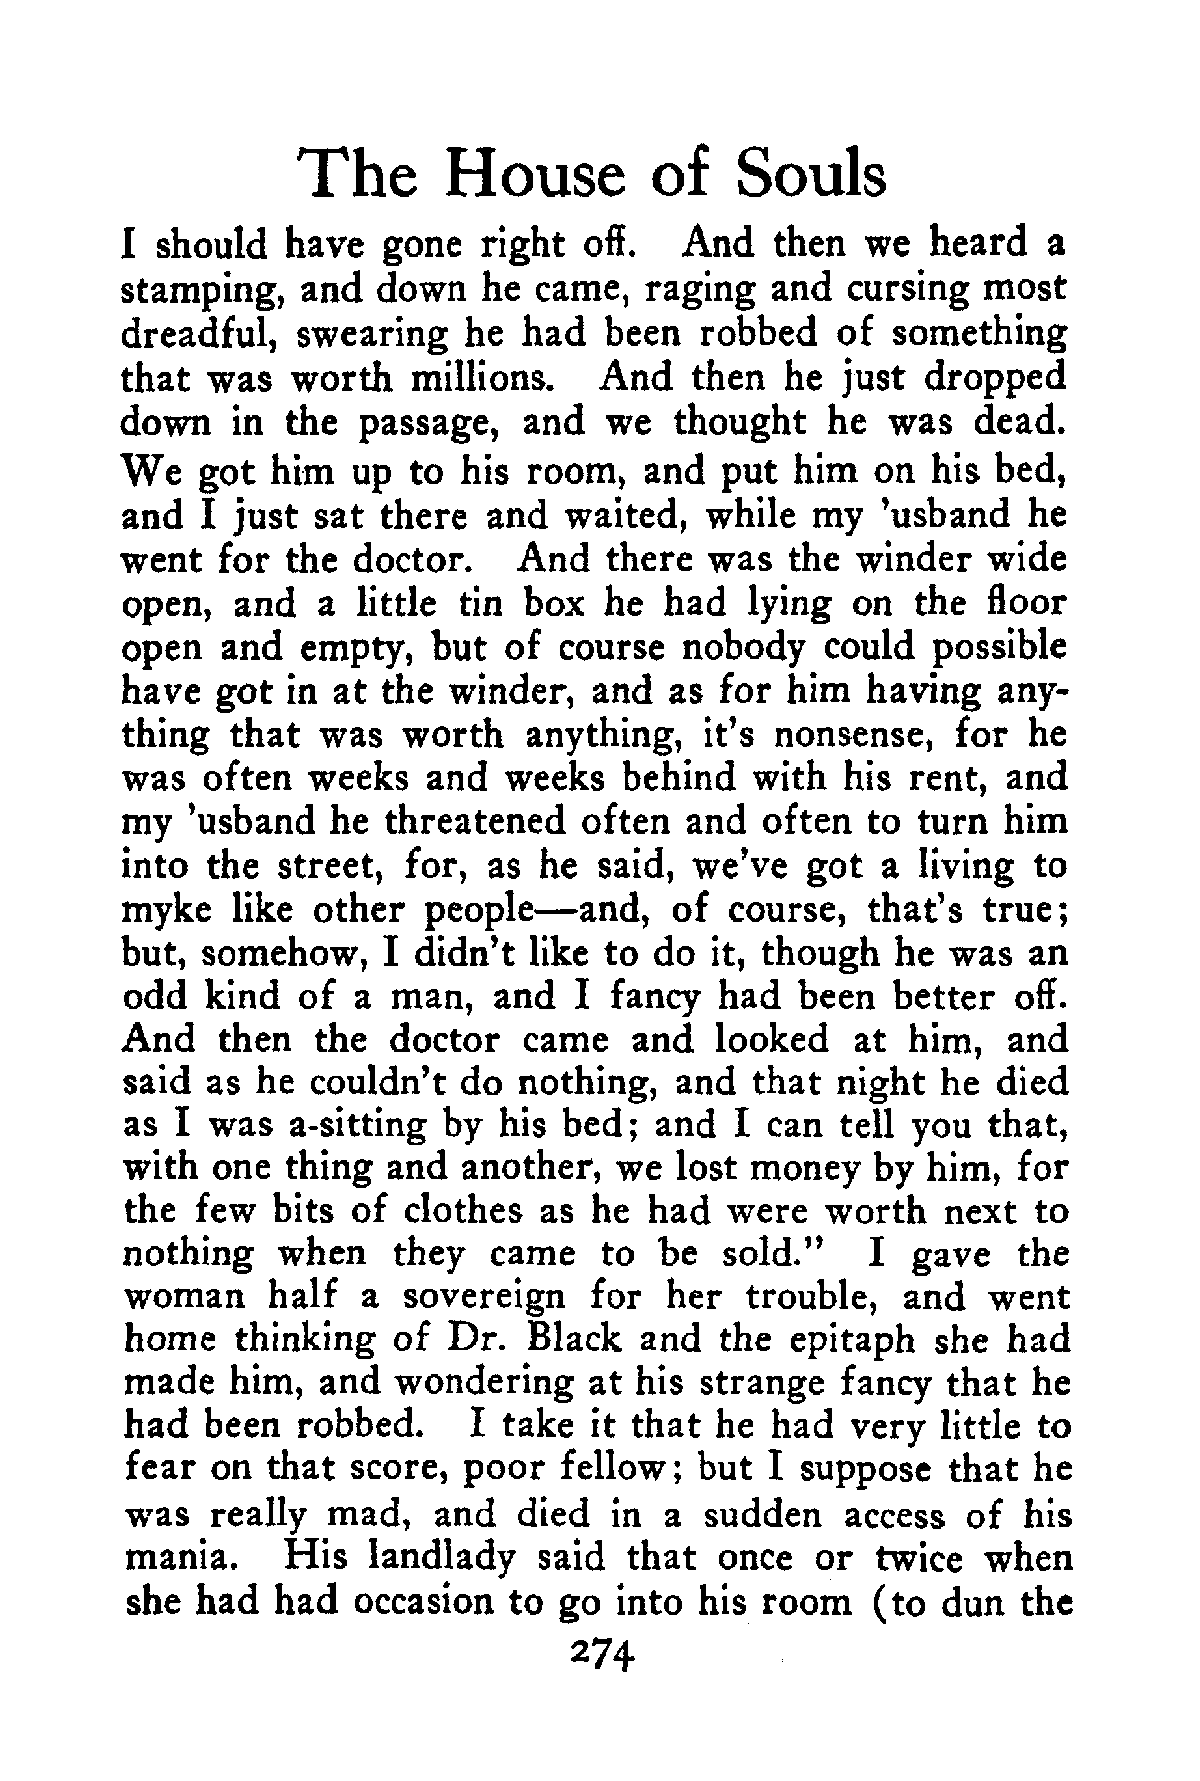 The House of Souls
I should have gone right off. And then we heard a
stamping, and down he came, raging and cursing most
dreadful, swearing he had been robbed of something
that was worth millions. And then he just dropped
down in the passage, and we thought he was dead.
We got him up to his room, and put him on his bed,
and I just sat there and waited, while my ’usband he
went for the doctor. And there was the winder wide
open, and a little tin box he had lying on the floor
open and empty, but of course nobody could possible
have got in at the winder, and as for him having any-
thing that was worth anything, it’s nonsense, for he
was often weeks and weeks behind with his rent, and
my ’usband he threatened often and often to turn him
into the street, for, as he said, we’ve got a living to
myke like other people—and, of course, that’s true;
but, somehow, I didn’t like to do it, though he was an
odd kind of a man, and I fancy had been better off.
And then the doctor came and looked at him, and
said as he couldn’t do nothing, and that night he died
as I was a-sitting by his bed; and I can tell you that,
with one thing and another, we lost money by him, for
the few bits of clothes as he had were worth next to
nothing when they came to be sold.” I gave the
woman half a sovereign for her trouble, and went
home thinking of Dr. Black and the epitaph she had
made him, and wondering at his strange fancy that he
had been robbed. I take it that he had very little to
fear on that score, poor fellow; but I suppose that he
was really mad, and died in a sudden access of his
mania. His landlady said that once or twice when
she had had occasion to go into his room (to dun the
274